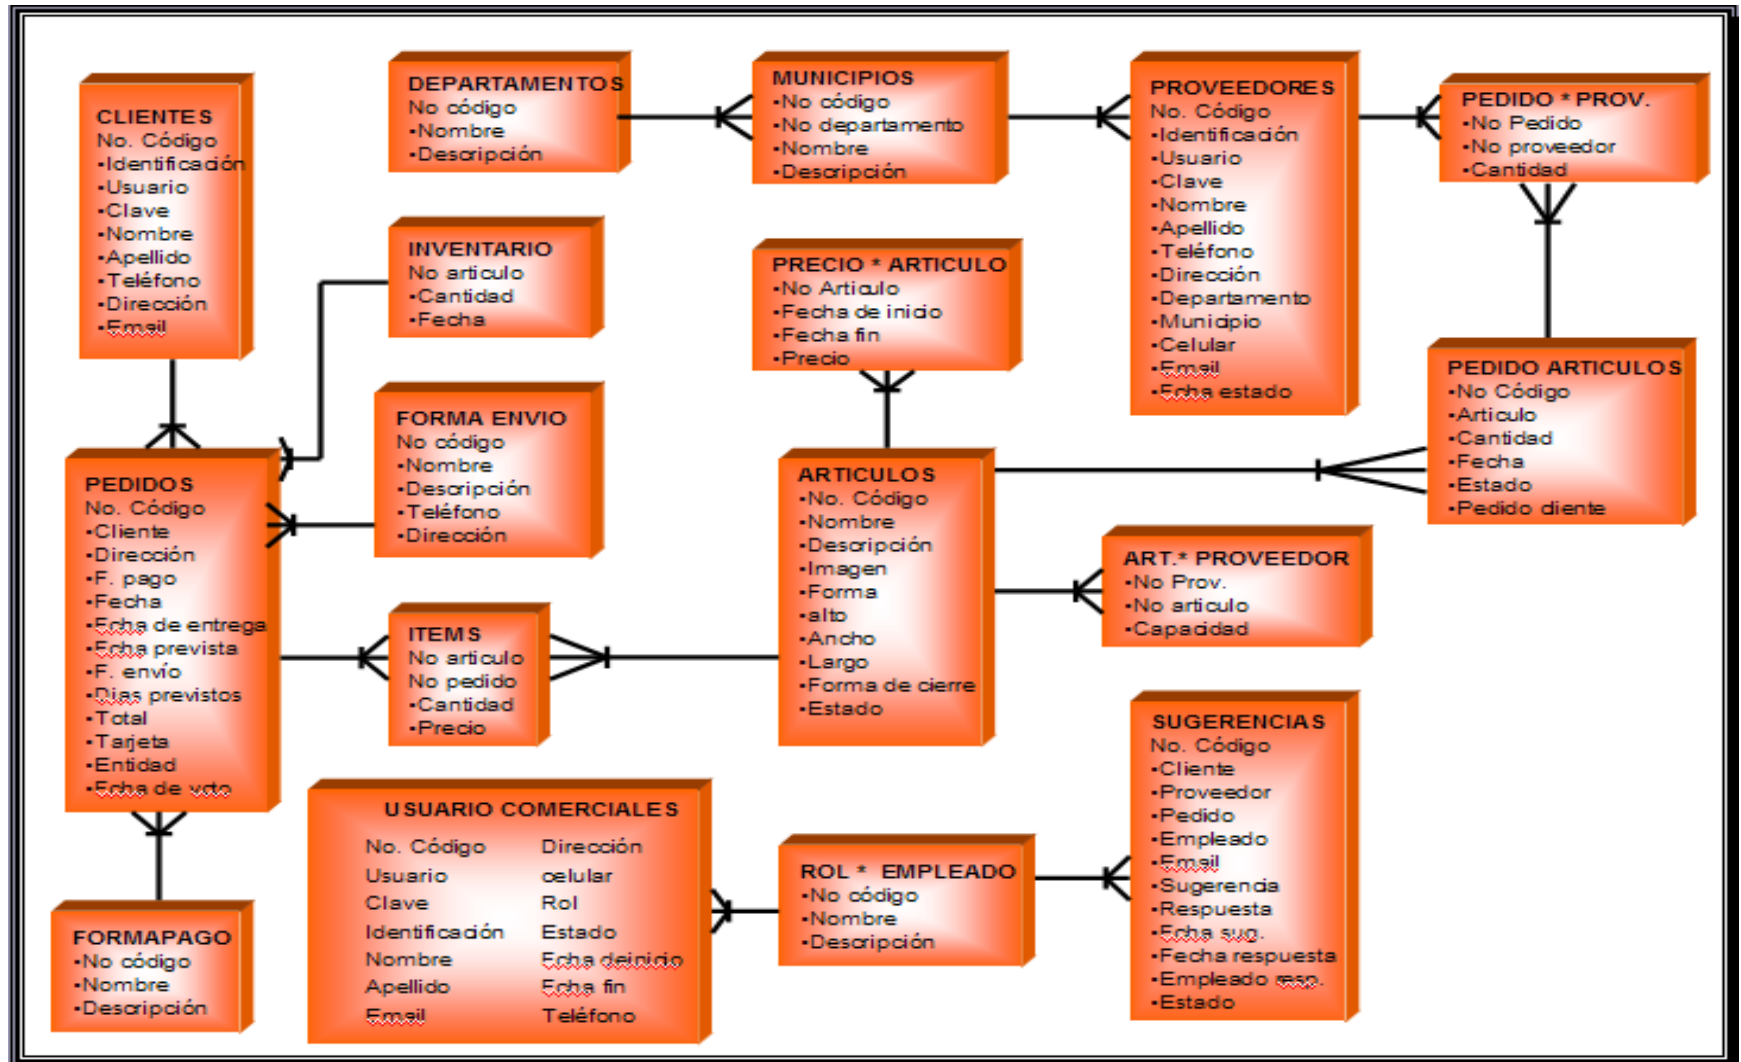 CLIENTES
No. Código
•Identificación
•Usuario
•Clave
•Nombre
•Apellido
•Teléfono
•Dirección
•Email
DEPARTAMENTOS
No código
•Nombre
•Descripción
MUNICIPIOS
•No código
•No departamento
•Nombre
•Descripción
PROVEEDORES
No. Código
•Identificación
•Usuario
•Clave
•Nombre
•Apellido
•Teléfono
•Dirección
•Departamento
•Municipio
•Celular
•Email
•Fcha estado
PEDIDO * PROV.
•No Pedido
•No proveedor
•Cantidad
INVENTARIO
No articulo
•Cantidad
•Fecha
PRECIO * ARTICULO
•No Articulo
•Fecha de inicio
•Fecha fin
•Precio
FORMA ENVIO
No código
•Nombre
•Descripción
•Teléfono
•Dirección
PEDIDO ARTICULOS
•No Código
•Articulo
•Cantidad
•Fecha
•Estado
•Pedido cliente
PEDIDOS
No. Código
•Cliente
•Dirección
•F. pago
•Fecha
•Fcha de entrega
•Fcha prevista
•F. envío
•Dias previstos
•Total
•Tarjeta
•Entidad
•Fcha de vcto
ARTICULOS
•No. Código
•Nombre
•Descripción
•Imagen
•Forma
•alto
•Ancho
•Largo
•Forma de cierre
•Estado
ART.* PROVEEDOR
•No Prov.
•No articulo
•Capacidad
ITEMS
No articulo
No pedido
•Cantidad
•Precio
SUGERENCIAS
No. Código
•Cliente
•Proveedor
•Pedido
•Empleado
•Email
•Sugerencia
•Respuesta
•Fcha sug.
•Fecha respuesta
•Empleado resp.
•Estado
USUARIO COMERCIALES
No. Código
Usuario
Clave
Identificación
Nombre
Apellido
Email
Dirección
celular
Rol
Estado
Fcha deinicio
Fcha fin
Teléfono
ROL * EMPLEADO
•No código
•Nombre
•Descripción
FORMAPAGO
•No código
•Nombre
•Descripción